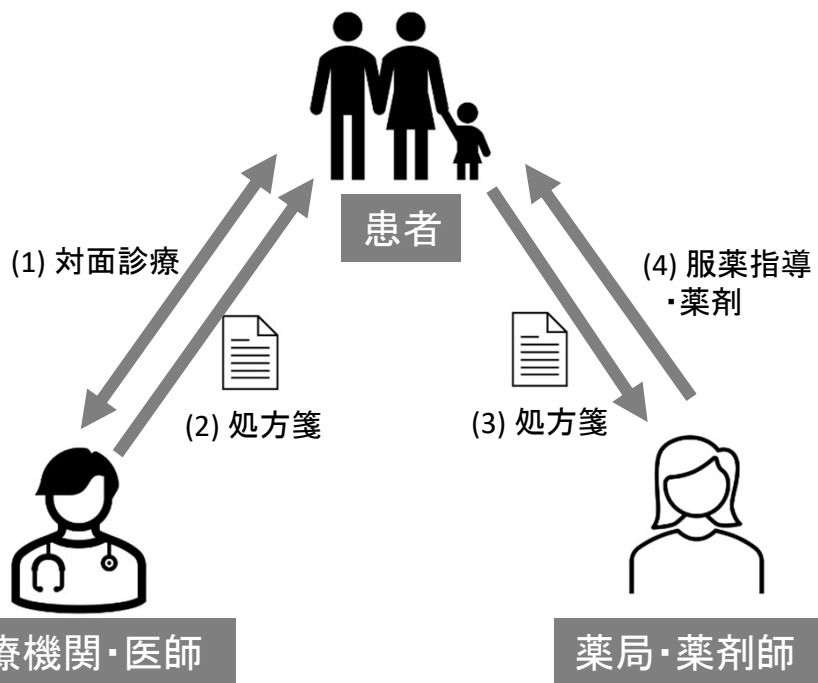 患者
(1) 対面診療
(4) 服薬指導
・薬剤
(2) 処方箋
(3) 処方箋
療機関・医師
薬局・薬剤師